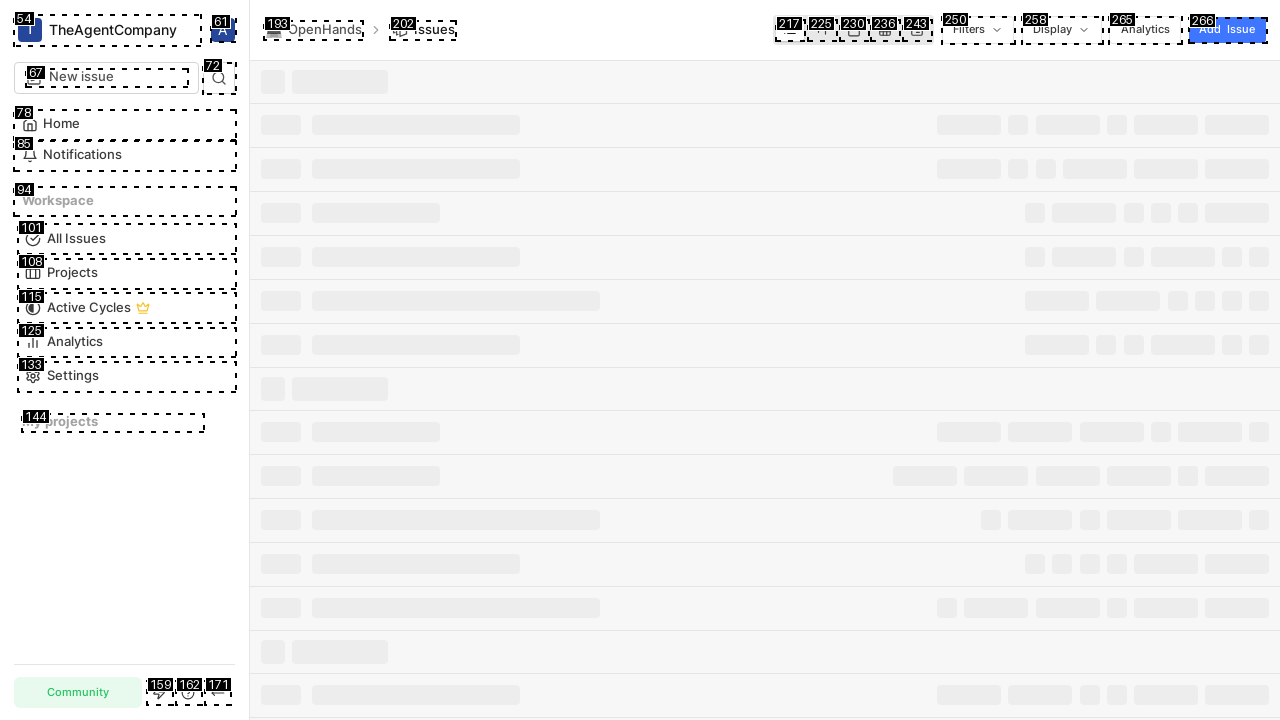 54
T TheAgentCompany
61
A
67
New issue
72
78
Home
85
Notifications
94
Workspace
101
All Issues
108
Projects
115
Active Cycles
125
Analytics
133
Settings
144
My projects
Community
159
162
171
193
OpenHands
202
Issues
217
225
230
236
243
250
Filters
258
Display
265
Analytics
266
Add Issue